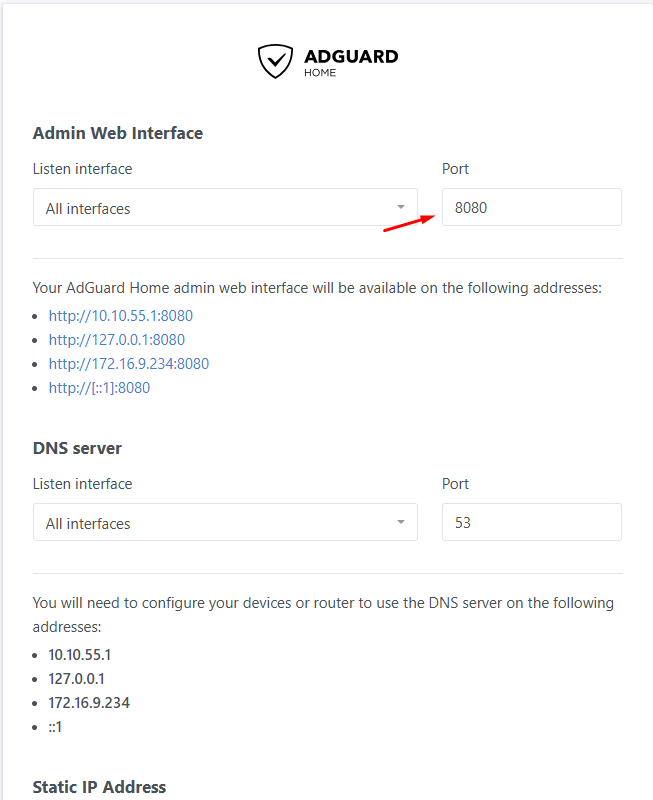 ADGUARD
HOME
Admin Web Interface
Listen interface Port
All interfaces 8080
Your AdGuard Home admin web interface will be available on the following addresses:
http://10.10.55.1:8080
http://127.0.0.1:8080
http://172.16.9.234:8080
http://[::1]:8080
DNS server
Listen interface Port
All interfaces 53
You will need to configure your devices or router to use the DNS server on the following
addresses:
10.10.55.1
127.0.0.1
172.16.9.234
::1
Static IP Address